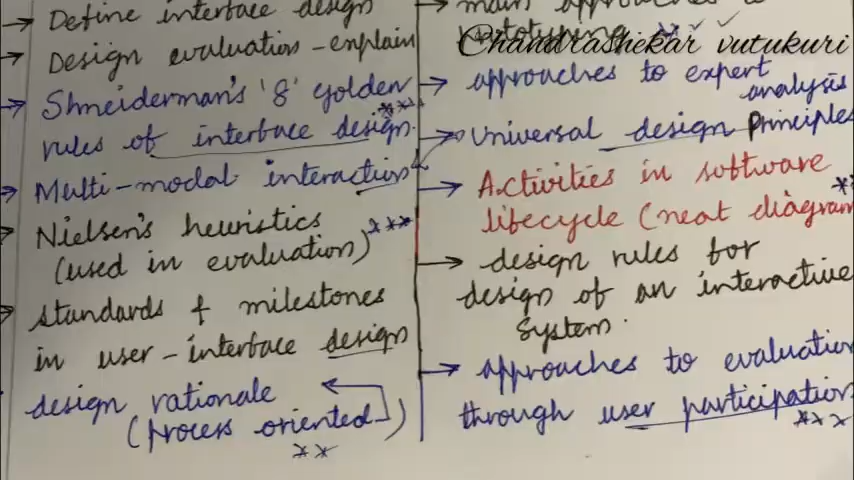 → Define interface design
→ Design evaluation - explain
→ Shneiderman's '8' golden
rules of interface design. ***
→ Multi-modal interaction
→ Nielsen's heuristics
(used in evaluation) ***
→ standards & milestones
in user-interface design
design rationale
(process oriented)
**
→ main
prototyping **
Chandrashekar vutukuri
→ approaches to expert
analysis
→ Universal design Principles
→ Activities in software
lifecycle (neat diagram **
→ design rules for
design of an interactive
system.
→ approaches to evaluation
through user participation
***